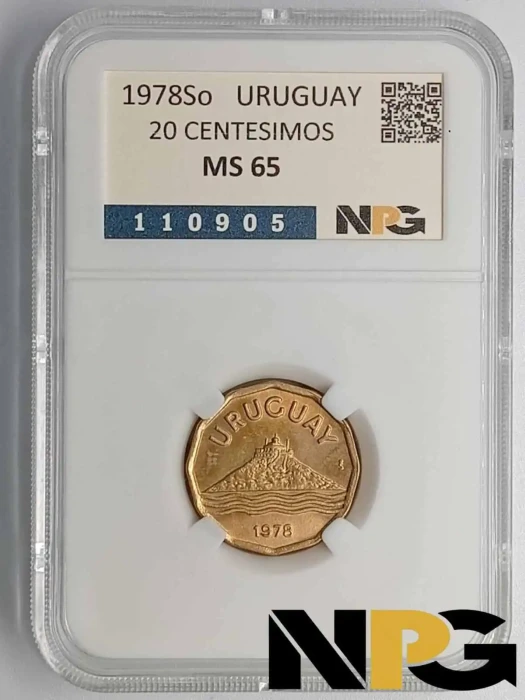 1978So URUGUAY
20 CENTESIMOS
MS 65
110905
NPG
URUGUAY
1978
NPG